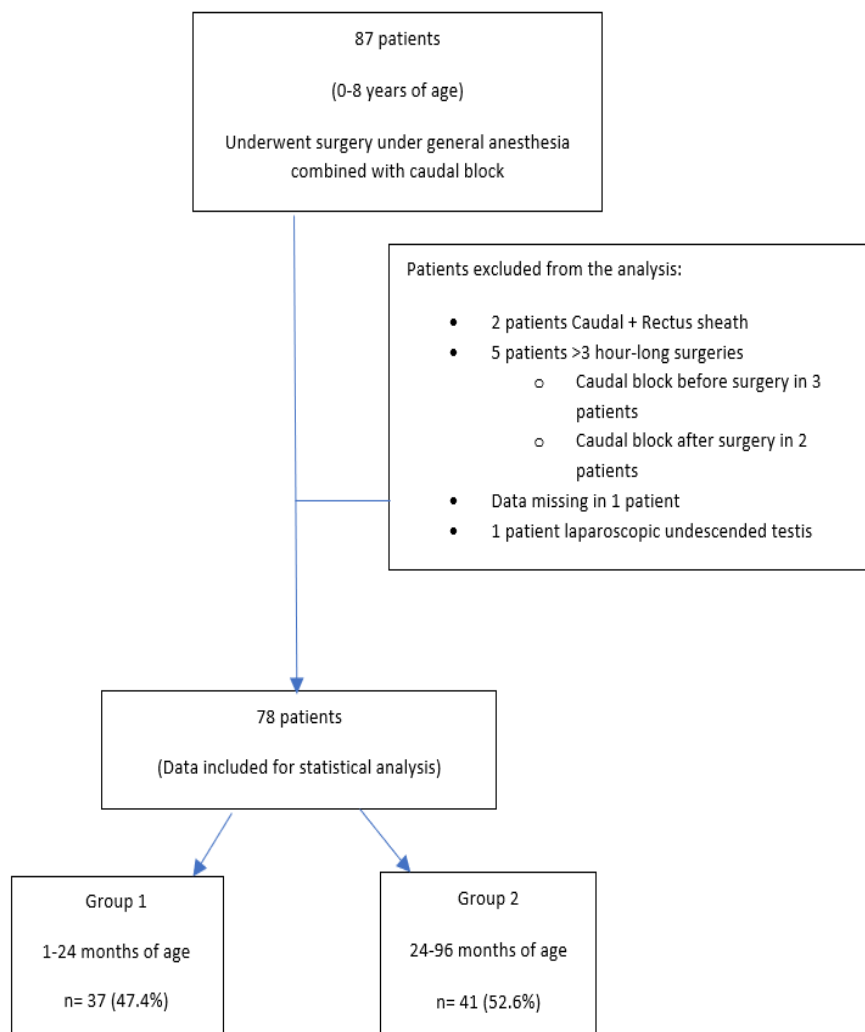 87 patients
(0-8 years of age)
Underwent surgery under general anesthesia
combined with caudal block
Patients excluded from the analysis:
• 2 patients Caudal + Rectus sheath
• 5 patients >3 hour-long surgeries
o Caudal block before surgery in 3
patients
o Caudal block after surgery in 2
patients
• Data missing in 1 patient
• 1 patient laparoscopic undescended testis
78 patients
(Data included for statistical analysis)
Group 1
1-24 months of age
n= 37 (47.4%)
Group 2
24-96 months of age
n= 41 (52.6%)